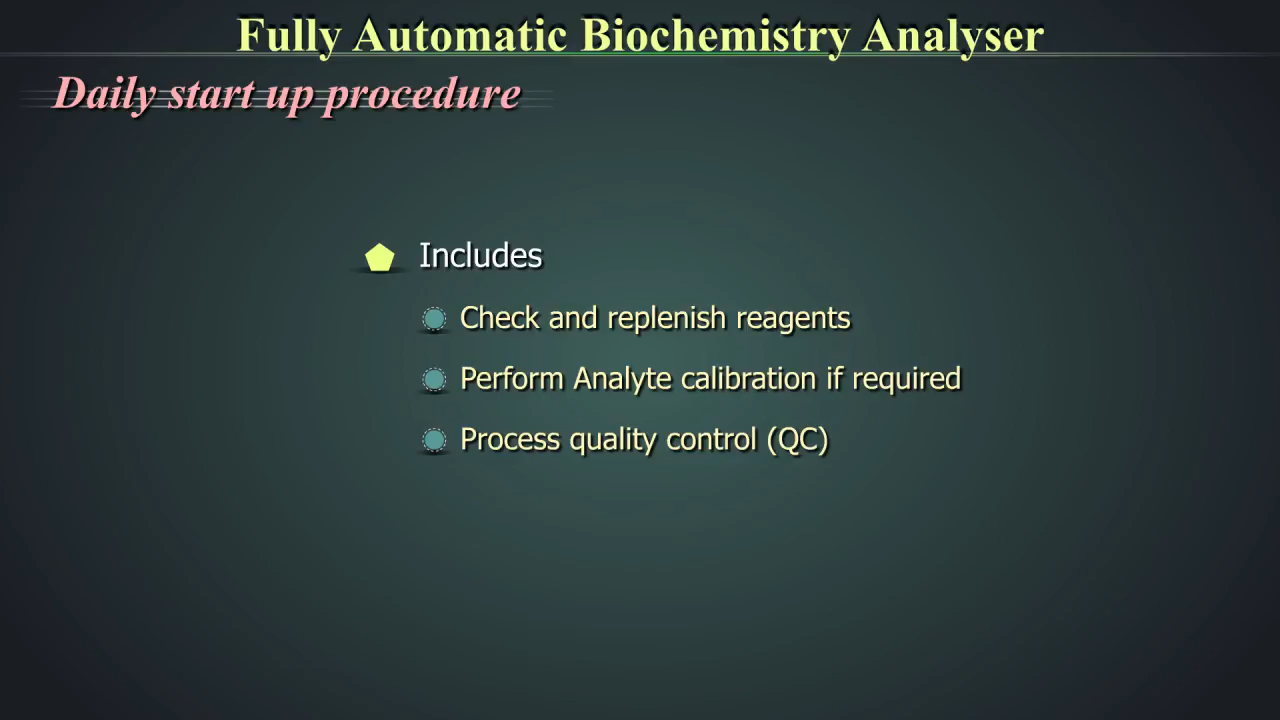 Fully Automatic Biochemistry Analyser
Daily start up procedure
Includes
Check and replenish reagents
Perform Analyte calibration if required
Process quality control (QC)